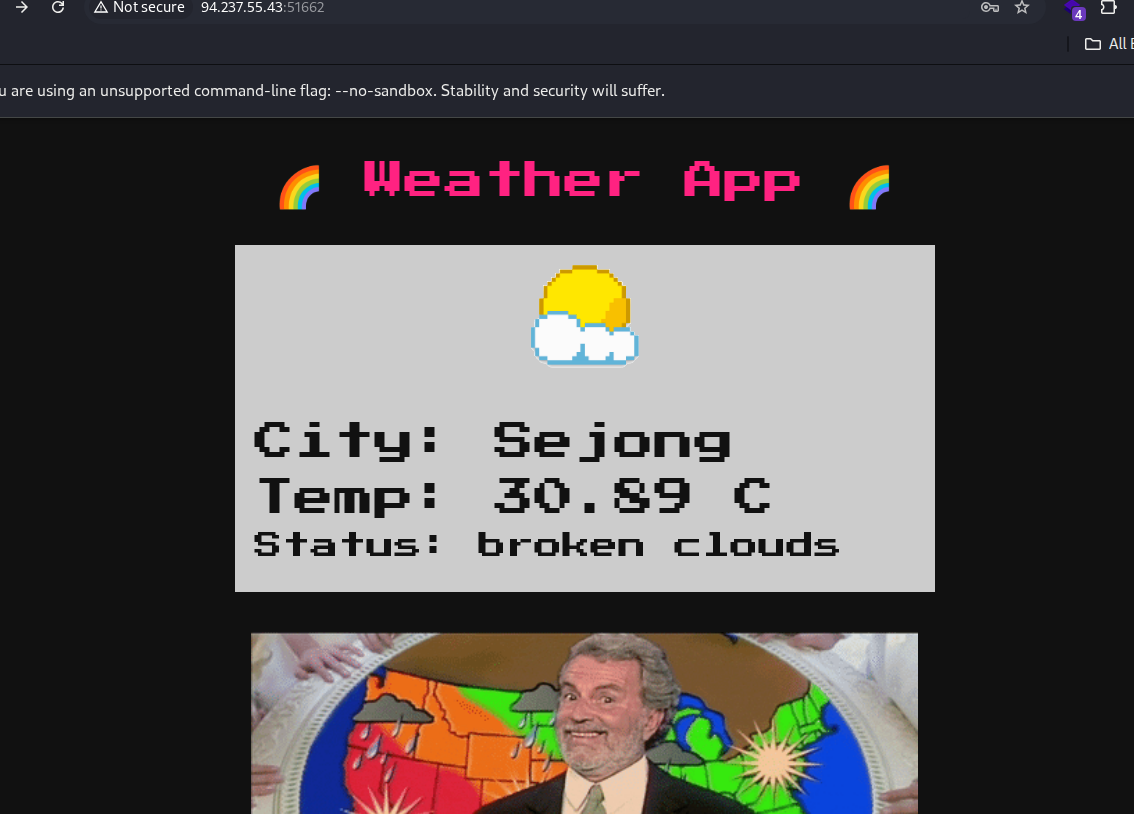 Not secure 94.237.55.43:51662
4
All
u are using an unsupported command-line flag: --no-sandbox. Stability and security will suffer.
Weather App
City: Sejong
Temp: 30.89 C
Status: broken clouds